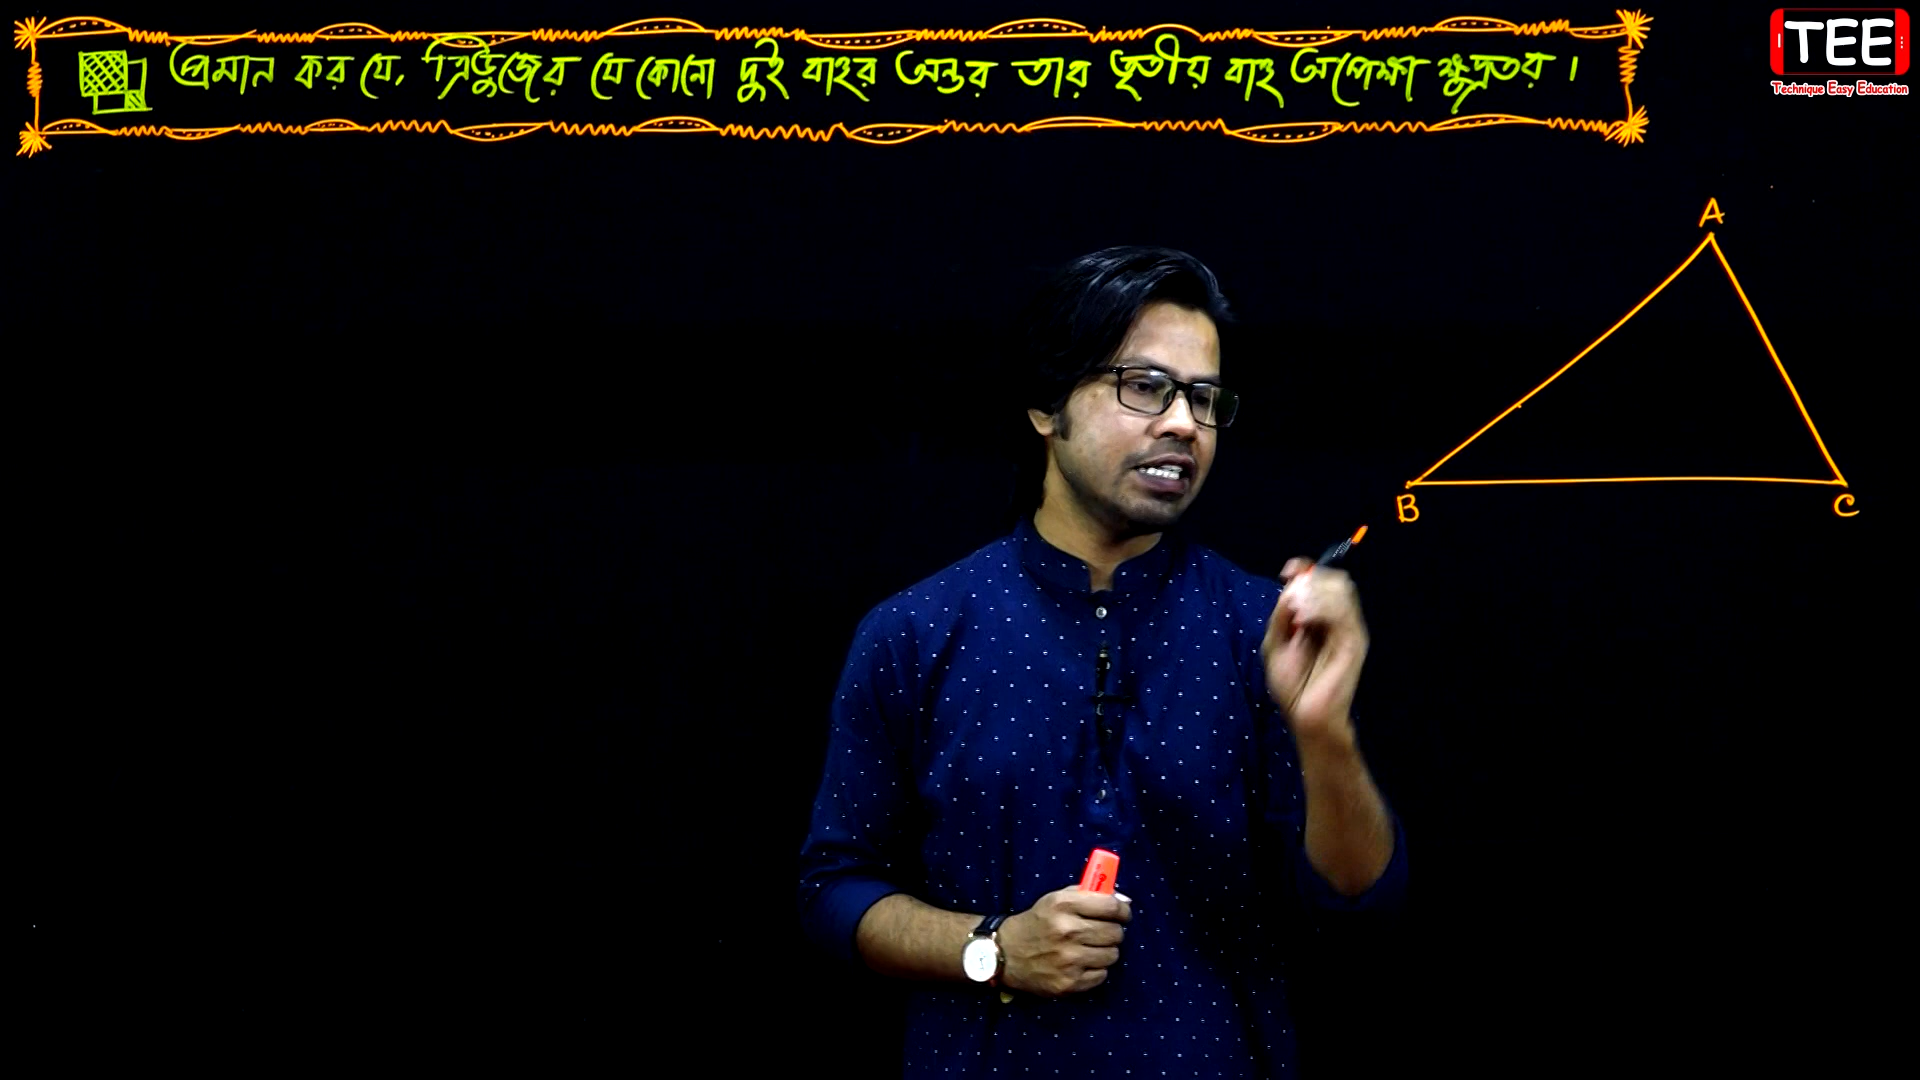 প্রমান কর যে, ত্রিভুজের যে কোনো দুই বাহুর অন্তর তার তৃতীয় বাহু অপেক্ষা ক্ষুদ্রতর।
TEE
Technique Easy Education
A
B
C